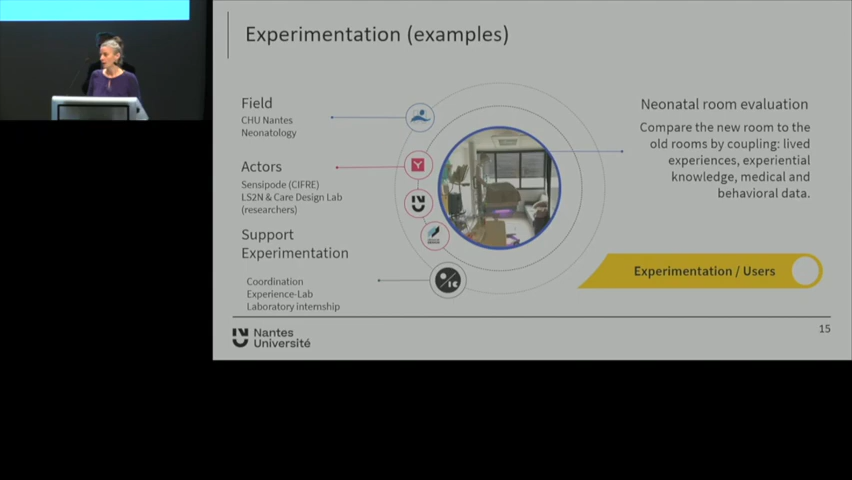 Experimentation (examples)
Field
CHU Nantes
Neonatology
Actors
Sensipode (CIFRE)
LS2N & Care Design Lab
(researchers)
Support
Experimentation
Coordination
Experience-Lab
Laboratory internship
Neonatal room evaluation
Compare the new room to the
old rooms by coupling: lived
experiences, experiential
knowledge, medical and
behavioral data.
Experimentation / Users
Nantes
Université
15